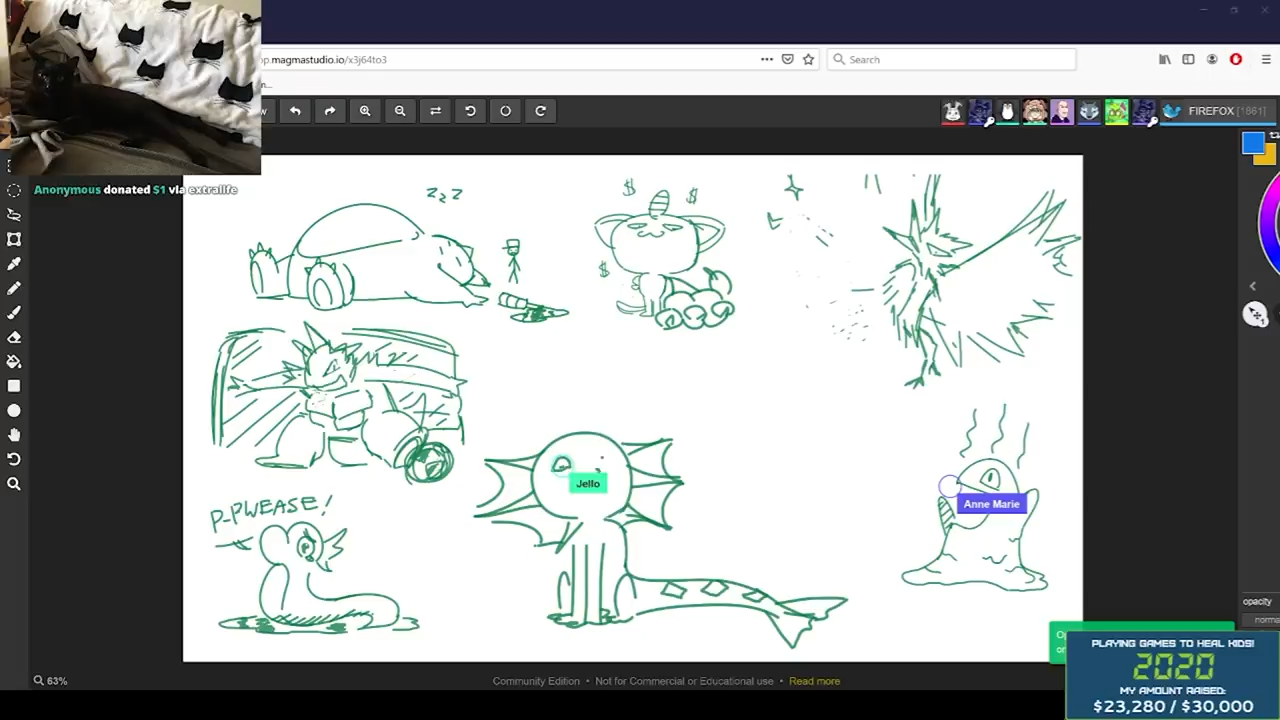 p.magmastudio.io/x3j64to3
Search
FIREFOX [1861]
Anonymous donated $1 via extralife
z z z
$ $
$
P-PWEASE!
Jello
Anne Marie
opacity
norma
63%
Community Edition • Not for Commercial or Educational use • Read more
PLAYING GAMES TO HEAL KIDS!
2020
MY AMOUNT RAISED:
$23,280 / $30,000